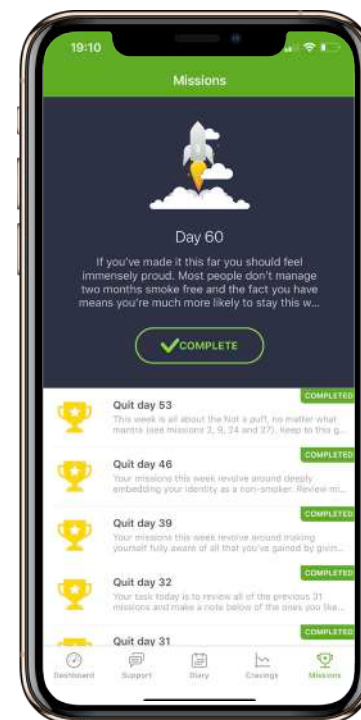 19:10
Missions
Day 60
If you've made it this far you should feel
immensely proud. Most people don't manage
two months smoke free and the fact you have
means you're much more likely to stay this w...
COMPLETE
COMPLETED
Quit day 53
This week is all about the Not a puff, no matter what
mantra (see missions 2, 9, 24 and 27). Keep to this g...
COMPLETED
Quit day 46
Your missions this week revolve around deeply
embedding your identity as a non-smoker. Review mi...
COMPLETED
Quit day 39
Your missions this week revolve around making
yourself fully aware of all that you've gained by givin...
COMPLETED
Quit day 32
Your task today is to review all of the previous 31
missions and make a note below of the ones you like...
COMPLETED
Quit day 31
Dashboard
Support
Diary
Cravings
Missions